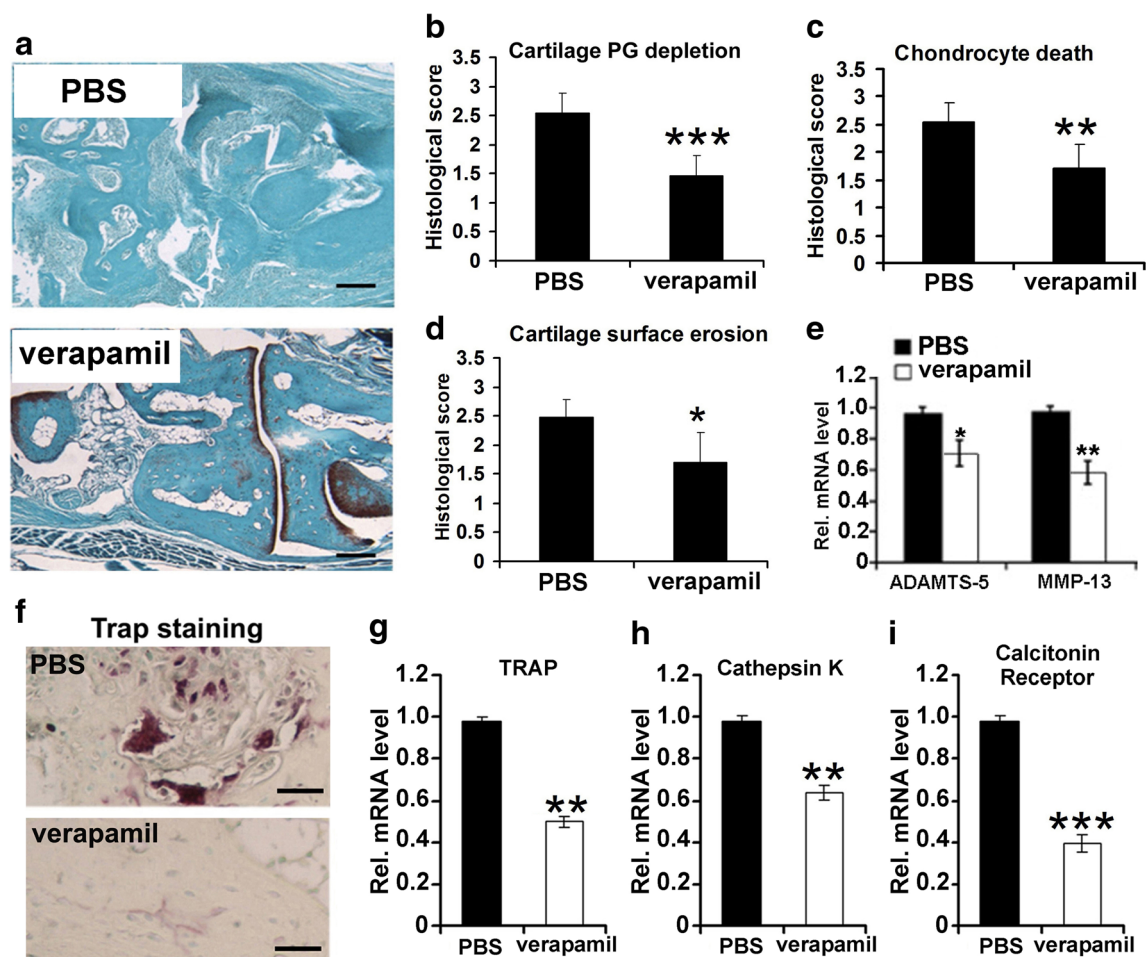 a
PBS
verapamil
b
Cartilage PG depletion
Histological score
3.5
3
2.5
2
1.5
1
0.5
0
***
PBS
verapamil
c
Chondrocyte death
Histological score
3.5
3
2.5
2
1.5
1
0.5
0
**
PBS
verapamil
d
Cartilage surface erosion
Histological score
3.5
3
2.5
2
1.5
1
0.5
0
*
PBS
verapamil
e
PBS
verapamil
Rel. mRNA level
1.2
1.0
0.8
0.6
0.4
0.2
0
*
**
ADAMTS-5
MMP-13
f
Trap staining
PBS
verapamil
g
TRAP
Rel. mRNA level
1.2
1.0
0.8
0.6
0.4
0.2
0
**
PBS
verapamil
h
Cathepsin K
Rel. mRNA level
1.2
1.0
0.8
0.6
0.4
0.2
0
**
PBS
verapamil
i
Calcitonin
Receptor
Rel. mRNA level
1.2
1.0
0.8
0.6
0.4
0.2
0
***
PBS
verapamil